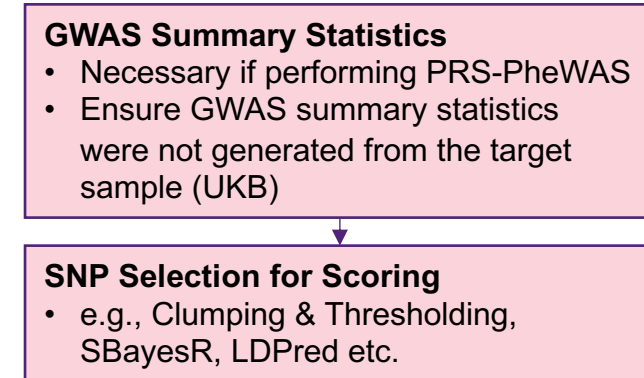 GWAS Summary Statistics
• Necessary if performing PRS-PheWAS
• Ensure GWAS summary statistics
were not generated from the target
sample (UKB)
SNP Selection for Scoring
• e.g., Clumping & Thresholding,
SBayesR, LDPred etc.